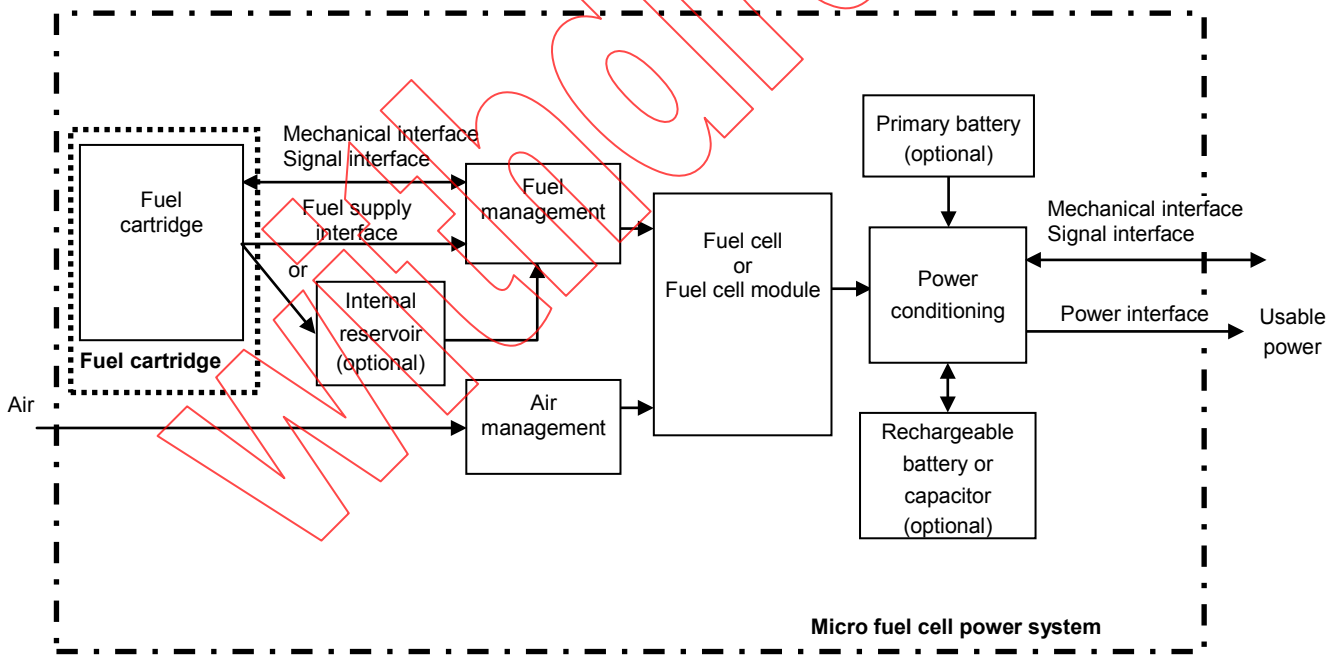 Primary battery
(optional)
Mechanical interface
Signal interface
Fuel
cartridge
Fuel
management
Fuel supply
interface
or
Internal
reservoir
(optional)
Fuel cartridge
Fuel cell
or
Fuel cell module
Power
conditioning
Mechanical interface
Signal interface
Power interface
Usable
power
Air
Air
management
Rechargeable
battery or
capacitor
(optional)
Micro fuel cell power system